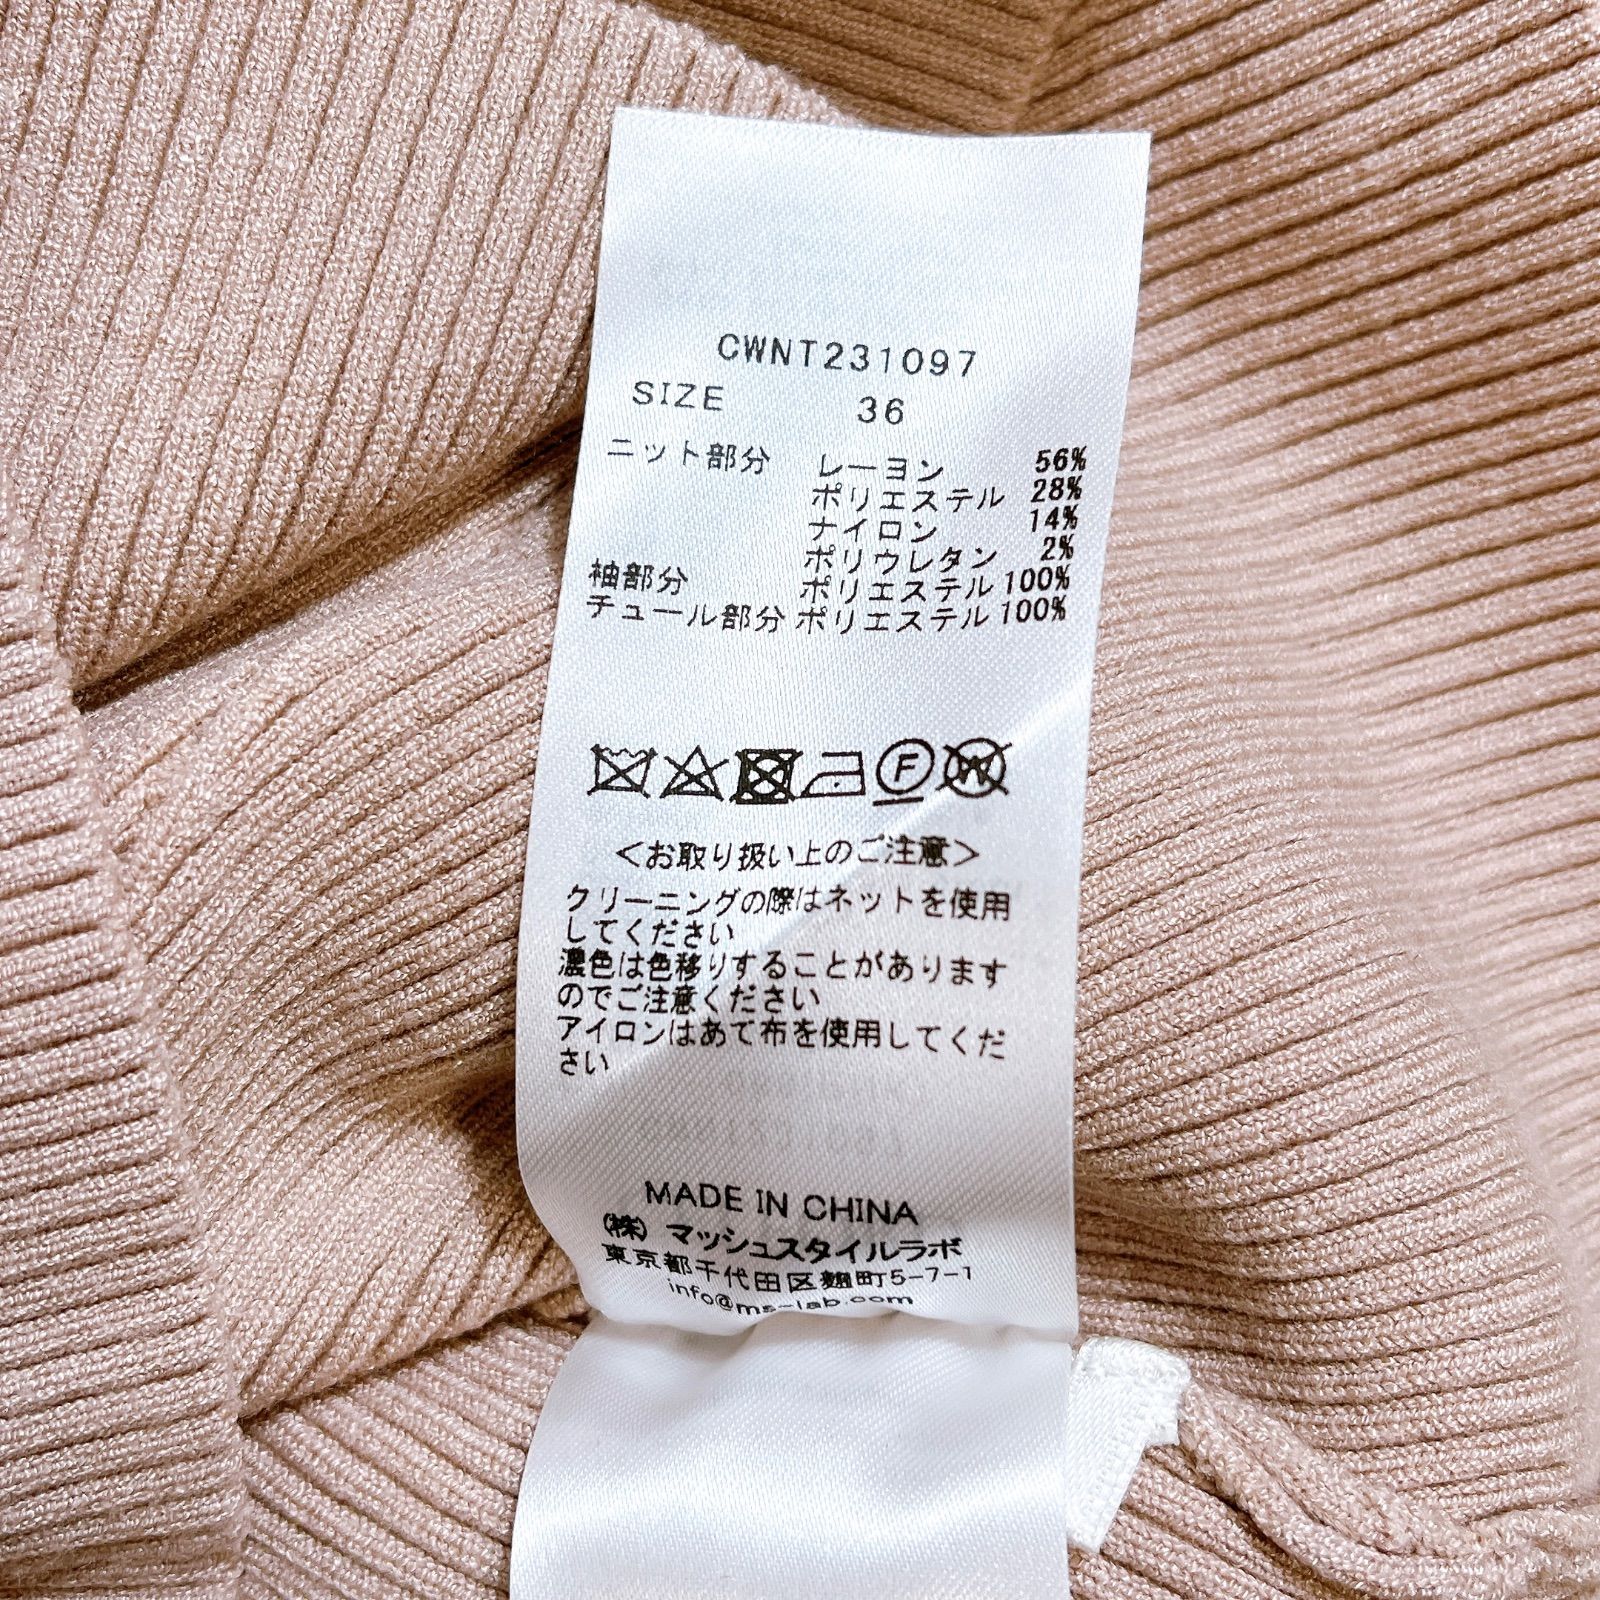 CWNT231097
SIZE 36
ニット部分 レーヨン 56%
ポリエステル 28%
ナイロン 14%
ポリウレタン 2%
袖部分 ポリエステル 100%
チュール部分 ポリエステル 100%
F
W
<お取り扱い上のご注意>
クリーニングの際はネットを使用
してください
濃色は色移りすることがあります
のでご注意ください
アイロンはあて布を使用してくだ
さい
MADE IN CHINA
(株) マッシュスタイルラボ
東京都千代田区麹町5-7-1
info@ms-lab.com